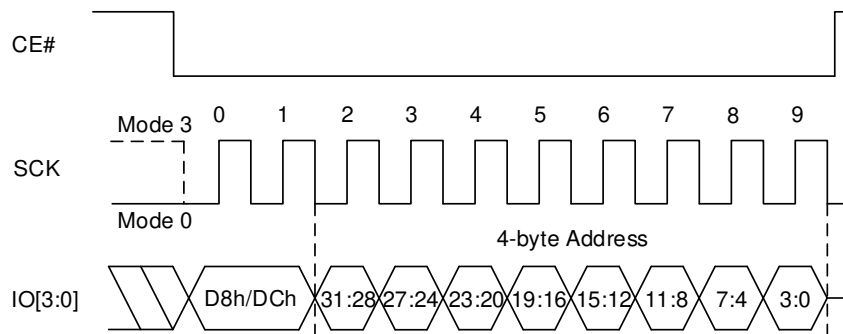 CE#
Mode 3
0 1 2 3 4 5 6 7 8 9
SCK
Mode 0
4-byte Address
IO[3:0]
D8h/DCh 31:28 27:24 23:20 19:16 15:12 11:8 7:4 3:0